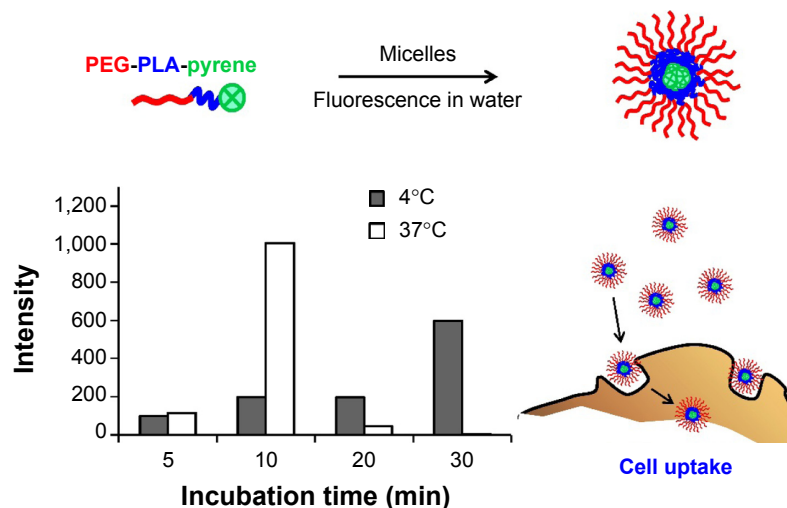 PEG-PLA-pyrene
Micelles
Fluorescence in water
4°C
37°C
Intensity
1,200
1,000
800
600
400
200
0
5 10 20 30
Incubation time (min)
Cell uptake